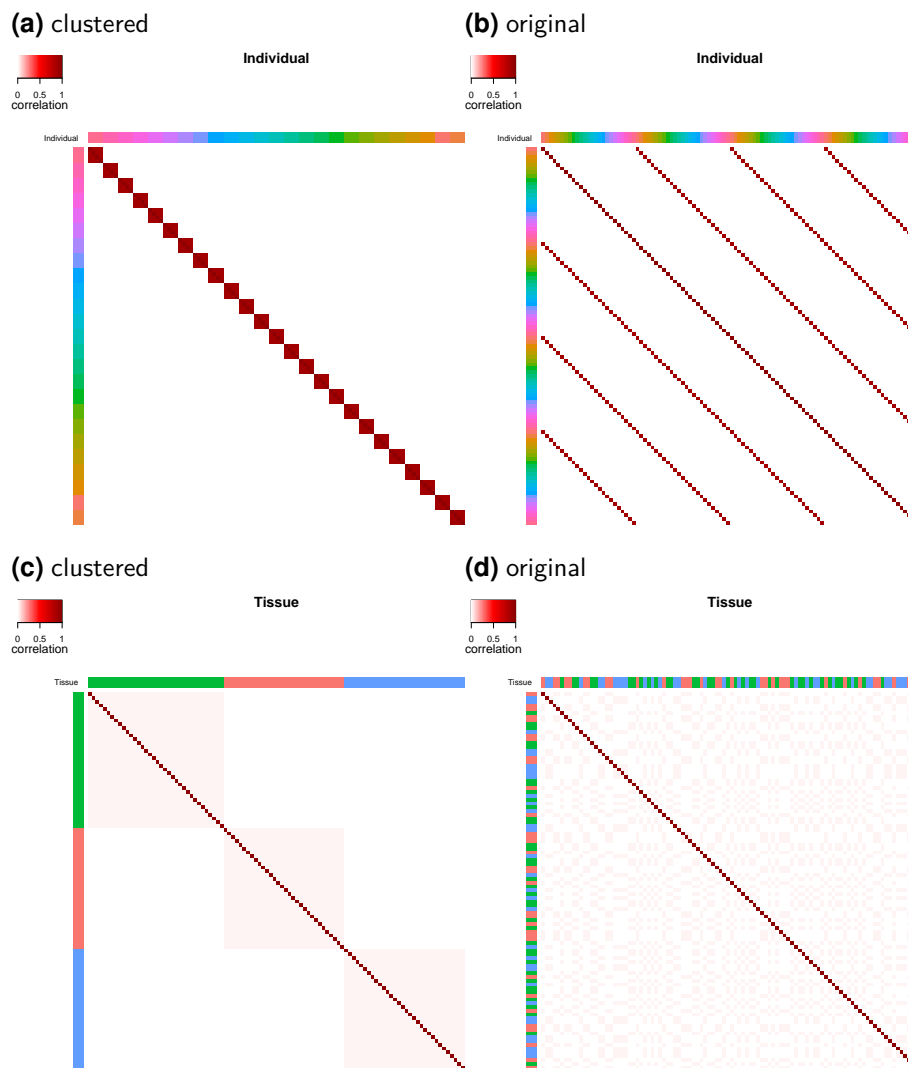 (a) clustered
Individual
0 0.5 1
correlation
Individual
(b) original
Individual
0 0.5 1
correlation
Individual
(c) clustered
Tissue
0 0.5 1
correlation
Tissue
(d) original
Tissue
0 0.5 1
correlation
Tissue